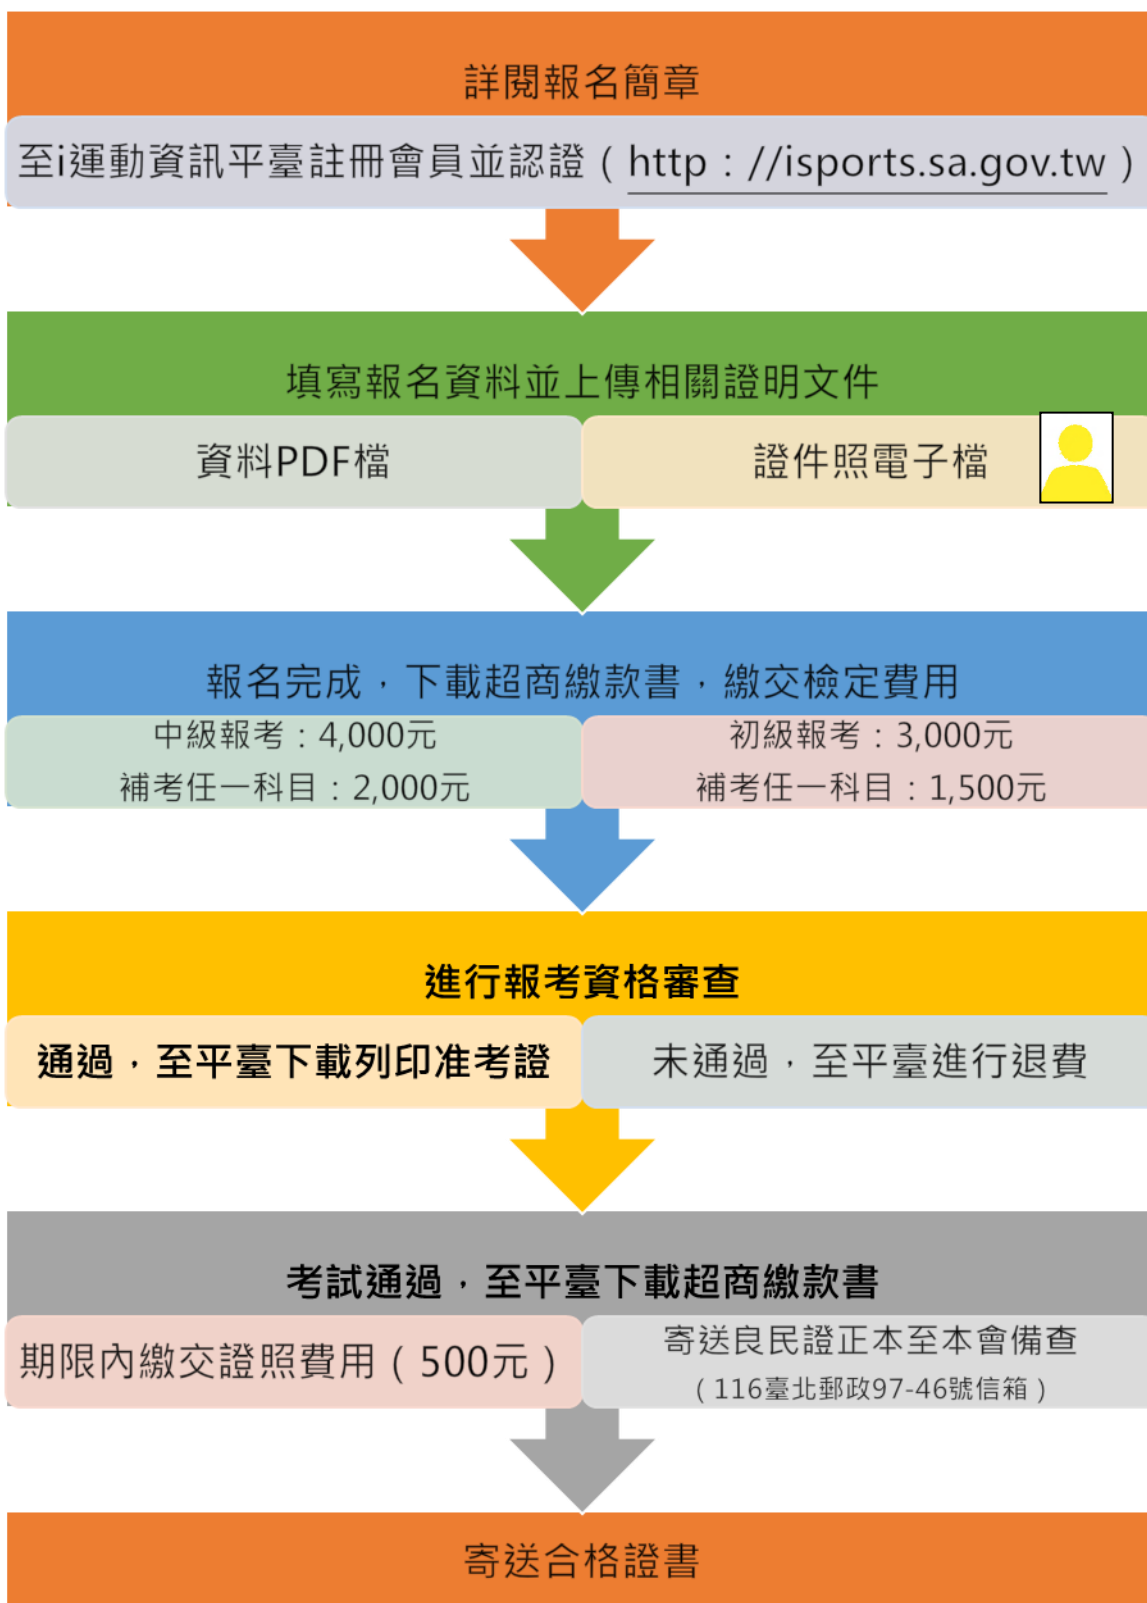 詳閱報名簡章
至i運動資訊平臺註冊會員並認證（http：//isports.sa.gov.tw）
填寫報名資料並上傳相關證明文件
資料PDF檔
證件照電子檔
報名完成，下載超商繳款書，繳交檢定費用
中級報考：4,000元
補考任一科目：2,000元
初級報考：3,000元
補考任一科目：1,500元
進行報考資格審查
通過，至平臺下載列印准考證
未通過，至平臺進行退費
考試通過，至平臺下載超商繳款書
期限內繳交證照費用（500元）
寄送良民證正本至本會備查
（116臺北郵政97-46號信箱）
寄送合格證書